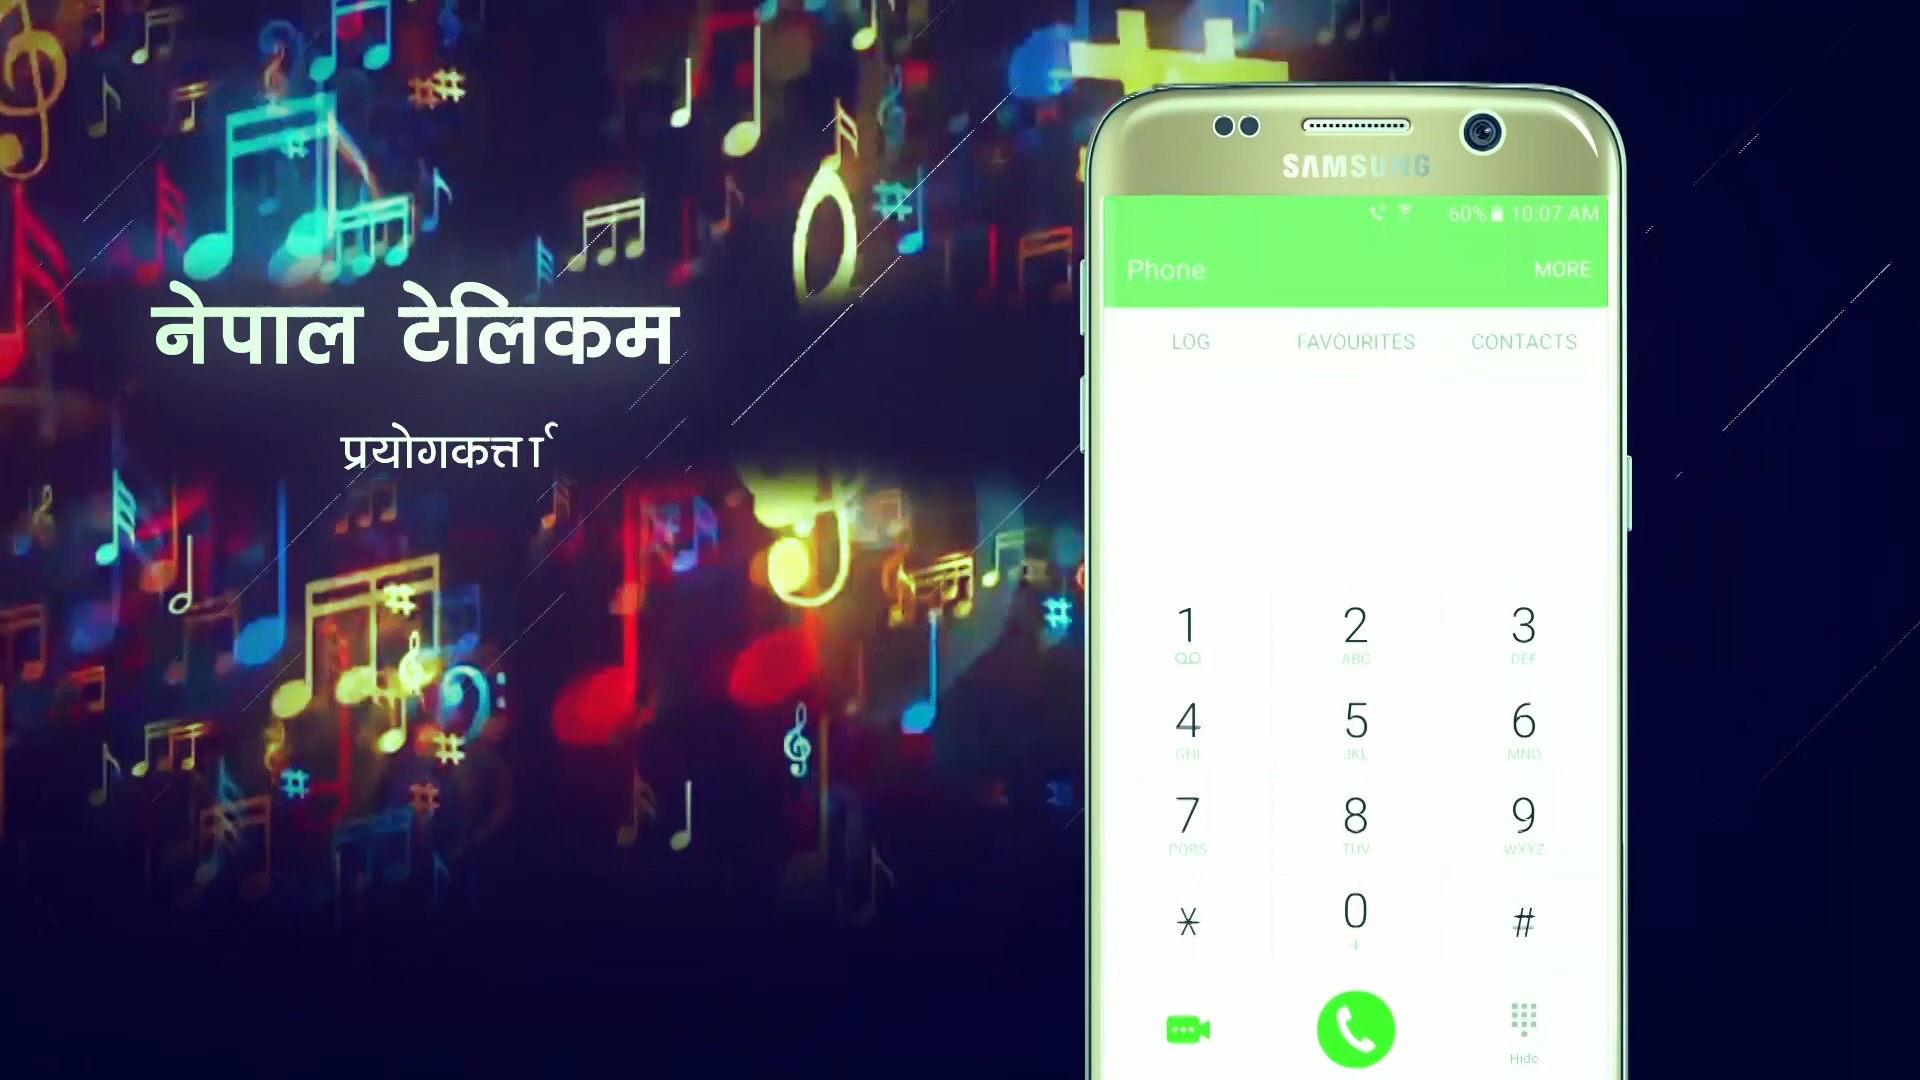 नेपाल टेलिकम
प्रयोगकर्त्ता
SAMSUNG
60% 10:07 AM
Phone MORE
LOG FAVOURITES CONTACTS
1 2 3
ABC DEF
4 5 6
GHI JKL MNO
7 8 9
PQRS TUV WXYZ
* 0 #
+
Hide